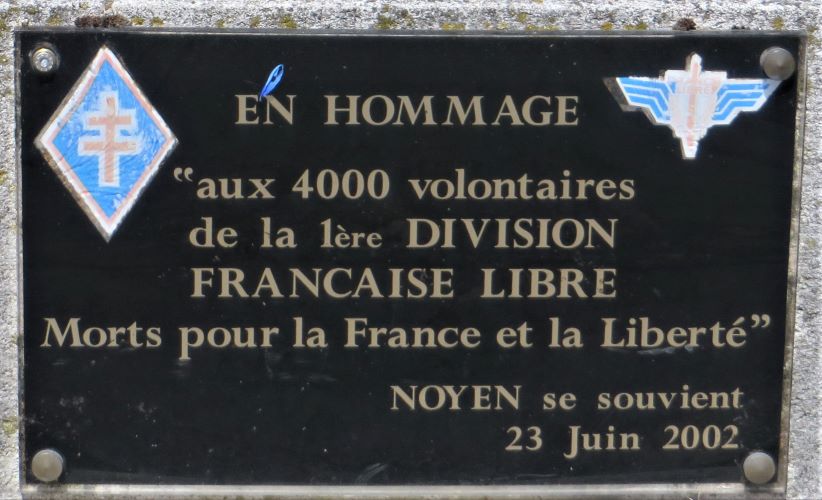 EN HOMMAGE
LIBRE
"aux 4000 volontaires
de la 1ère DIVISION
FRANCAISE LIBRE
Morts pour la France et la Liberté"
NOYEN se souvient
23 Juin 2002